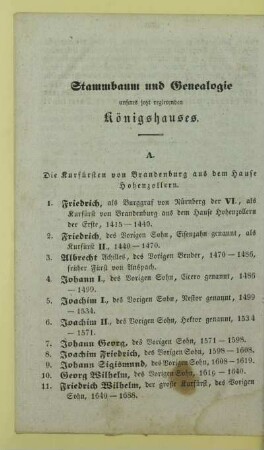 Stammbaum und Genealogie
unsres jezt regierenden
Königshauses.
A.
Die Kurfürsten von Brandenburg aus dem Hause
Hohenzollern.
1. Friedrich, als Burggraf von Nürnberg der VI., als
Kurfürst von Brandenburg aus dem Hause Hohenzollern
der Erste, 1415—1440.
2. Friedrich, des Vorigen Sohn, Eisenzahn genannt, als
Kurfürst II., 1440—1470.
3. Albrecht Achilles, des Vorigen Bruder, 1470—1486,
früher Fürst von Anspach.
4. Johann I., des Vorigen Sohn, Cicero genannt, 1486
—1499.
5. Joachim I., des Vorigen Sohn, Nestor genannt, 1499
—1534.
6. Joachim II., des Vorigen Sohn, Hektor genannt, 1534
—1571.
7. Johann Georg, des Vorigen Sohn, 1571—1598.
8. Joachim Friedrich, des Vorigen Sohn, 1598—1608.
9. Johann Sigismund, des Vorigen Sohn, 1608—1619.
10. Georg Wilhelm, des Vorigen Sohn, 1619—1640.
11. Friedrich Wilhelm, der große Kurfürst, des Vorigen
Sohn, 1640—1688.